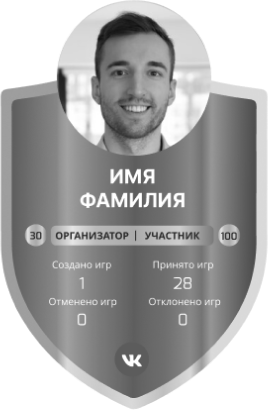 ИМЯ
ФАМИЛИЯ
30 ОРГАНИЗАТОР | УЧАСТНИК 100
Создано игр Принято игр
1 28
Отменено игр Отклонено игр
0 0